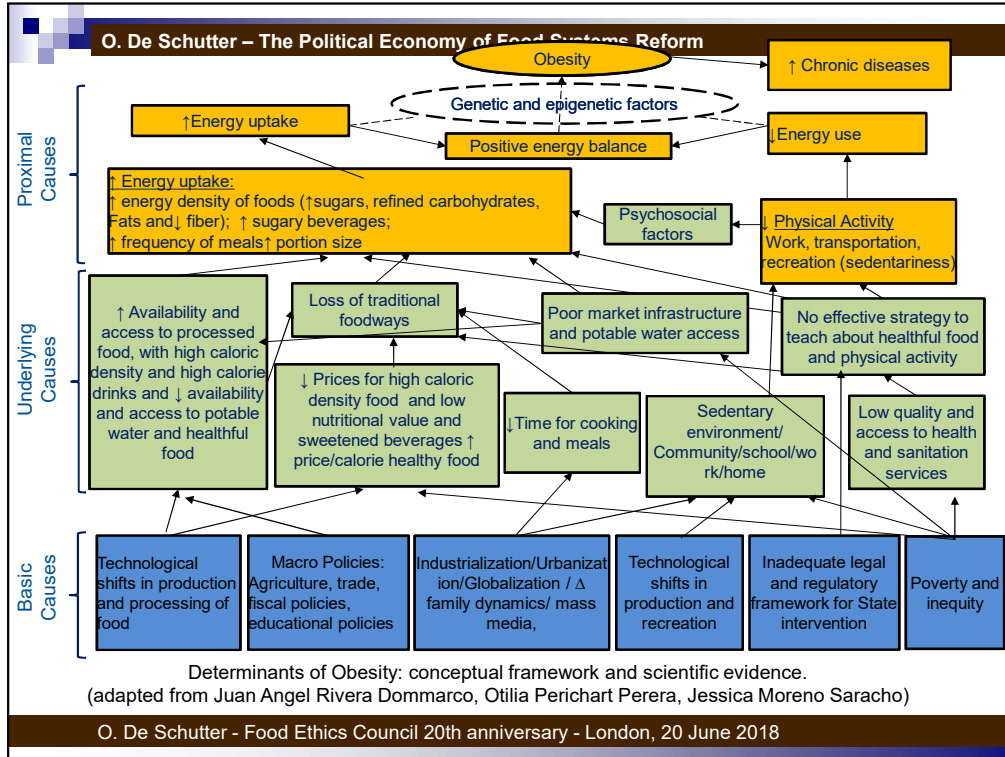 O. De Schutter – The Political Economy of Food Systems Reform
Obesity
↑ Chronic diseases
Genetic and epigenetic factors
↑Energy uptake
Positive energy balance
↓Energy use
Proximal
Causes
↑ Energy uptake:
↑ energy density of foods (↑sugars, refined carbohydrates,
Fats and↓ fiber); ↑ sugary beverages;
↑ frequency of meals↑ portion size
Psychosocial
factors
↓ Physical Activity
Work, transportation,
recreation (sedentariness)
Underlying
Causes
↑ Availability and
access to processed
food, with high caloric
density and high calorie
drinks and ↓ availability
and access to potable
water and healthful
food
Loss of traditional
foodways
Poor market infrastructure
and potable water access
No effective strategy to
teach about healthful food
and physical activity
↓ Prices for high caloric
density food and low
nutritional value and
sweetened beverages ↑
price/calorie healthy food
↓Time for cooking
and meals
Sedentary
environment/
Community/school/wo
rk/home
Low quality and
access to health
and sanitation
services
Basic
Causes
Technological
shifts in production
and processing of
food
Macro Policies:
Agriculture, trade,
fiscal policies,
educational policies
Industrialization/Urbanizat
ion/Globalization / Δ
family dynamics/ mass
media,
Technological
shifts in
production and
recreation
Inadequate legal
and regulatory
framework for State
intervention
Poverty and
inequity
Determinants of Obesity: conceptual framework and scientific evidence.
(adapted from Juan Angel Rivera Dommarco, Otilia Perichart Perera, Jessica Moreno Saracho)
O. De Schutter - Food Ethics Council 20th anniversary - London, 20 June 2018